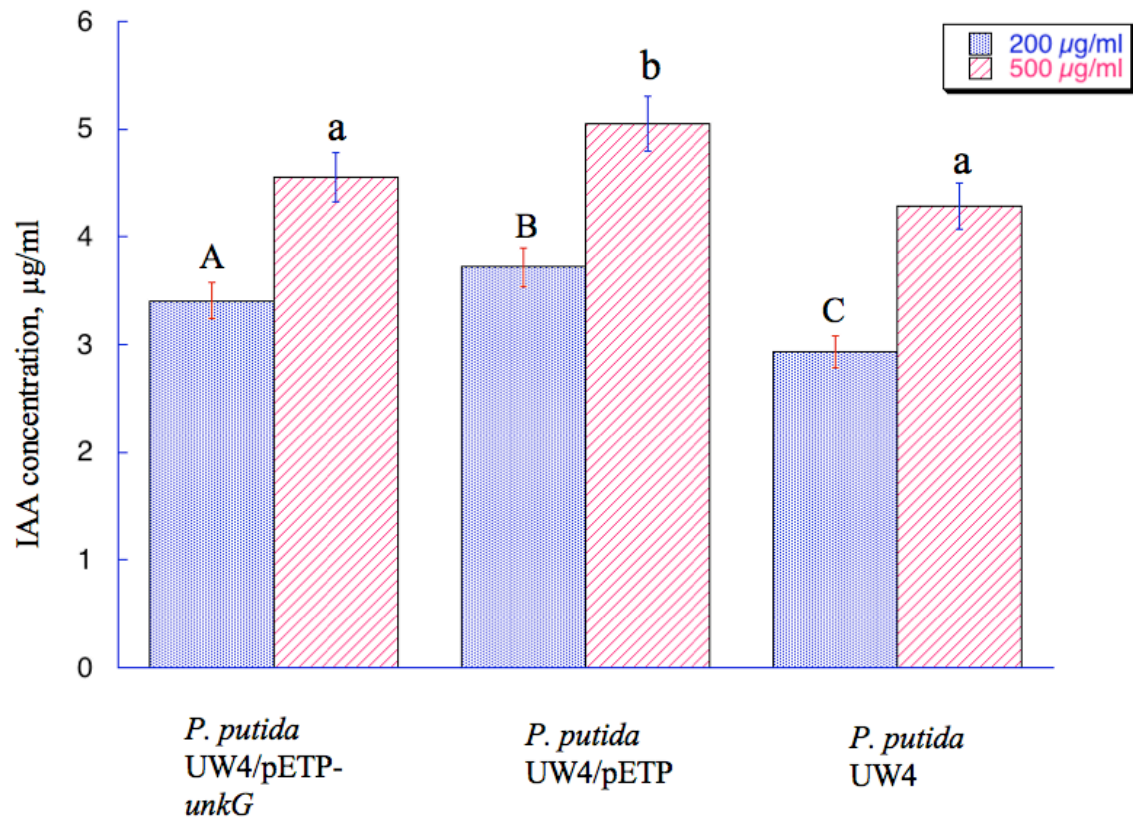 6
5
4
3
2
1
0
IAA concentration, µg/ml
200 µg/ml
500 µg/ml
A
a
B
b
C
a
P. putida
UW4/pETP-
unkG
P. putida
UW4/pETP
P. putida
UW4